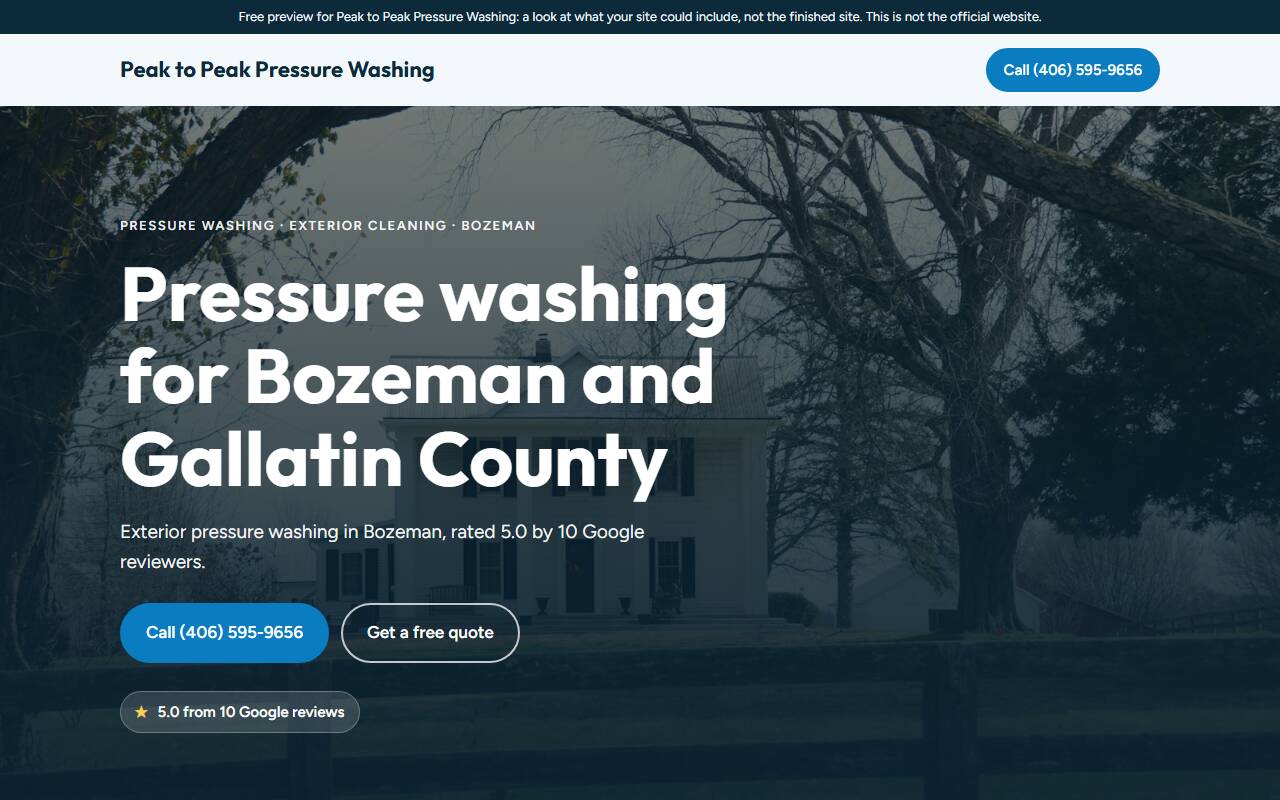 Free preview for Peak to Peak Pressure Washing: a look at what your site could include, not the finished site. This is not the official website.
Peak to Peak Pressure Washing
Call (406) 595-9656
PRESSURE WASHING · EXTERIOR CLEANING · BOZEMAN
Pressure washing
for Bozeman and
Gallatin County
Exterior pressure washing in Bozeman, rated 5.0 by 10 Google
reviewers.
Call (406) 595-9656
Get a free quote
★ 5.0 from 10 Google reviews